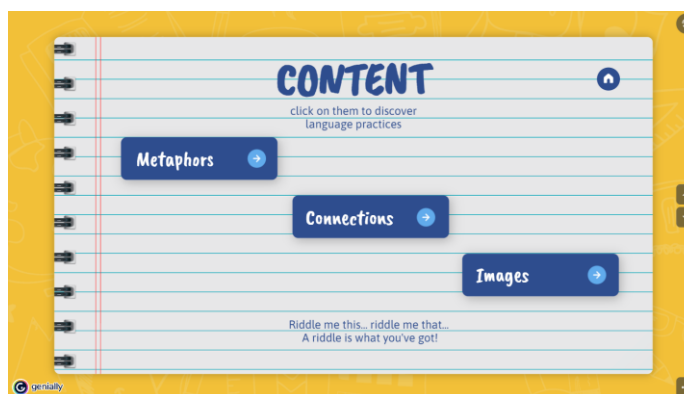 CONTENT
click on them to discover
language practices
Metaphors
Connections
Images
Riddle me this... riddle me that...
A riddle is what you've got!
genially